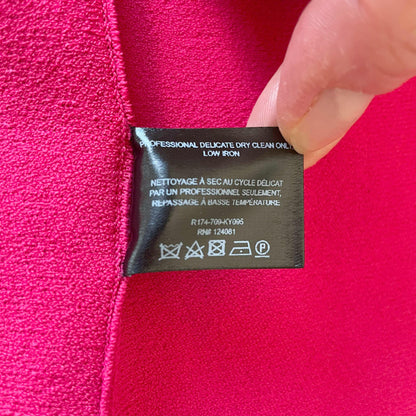 PROFESSIONAL DELICATE DRY CLEAN ONLY
LOW IRON
NETTOYAGE À SEC AU CYCLE DÉLICAT
PAR UN PROFESSIONEL SEULEMENT,
REPASSAGE À BASSE TEMPÉRATURE
R174-709-KY095
RN# 124081
P